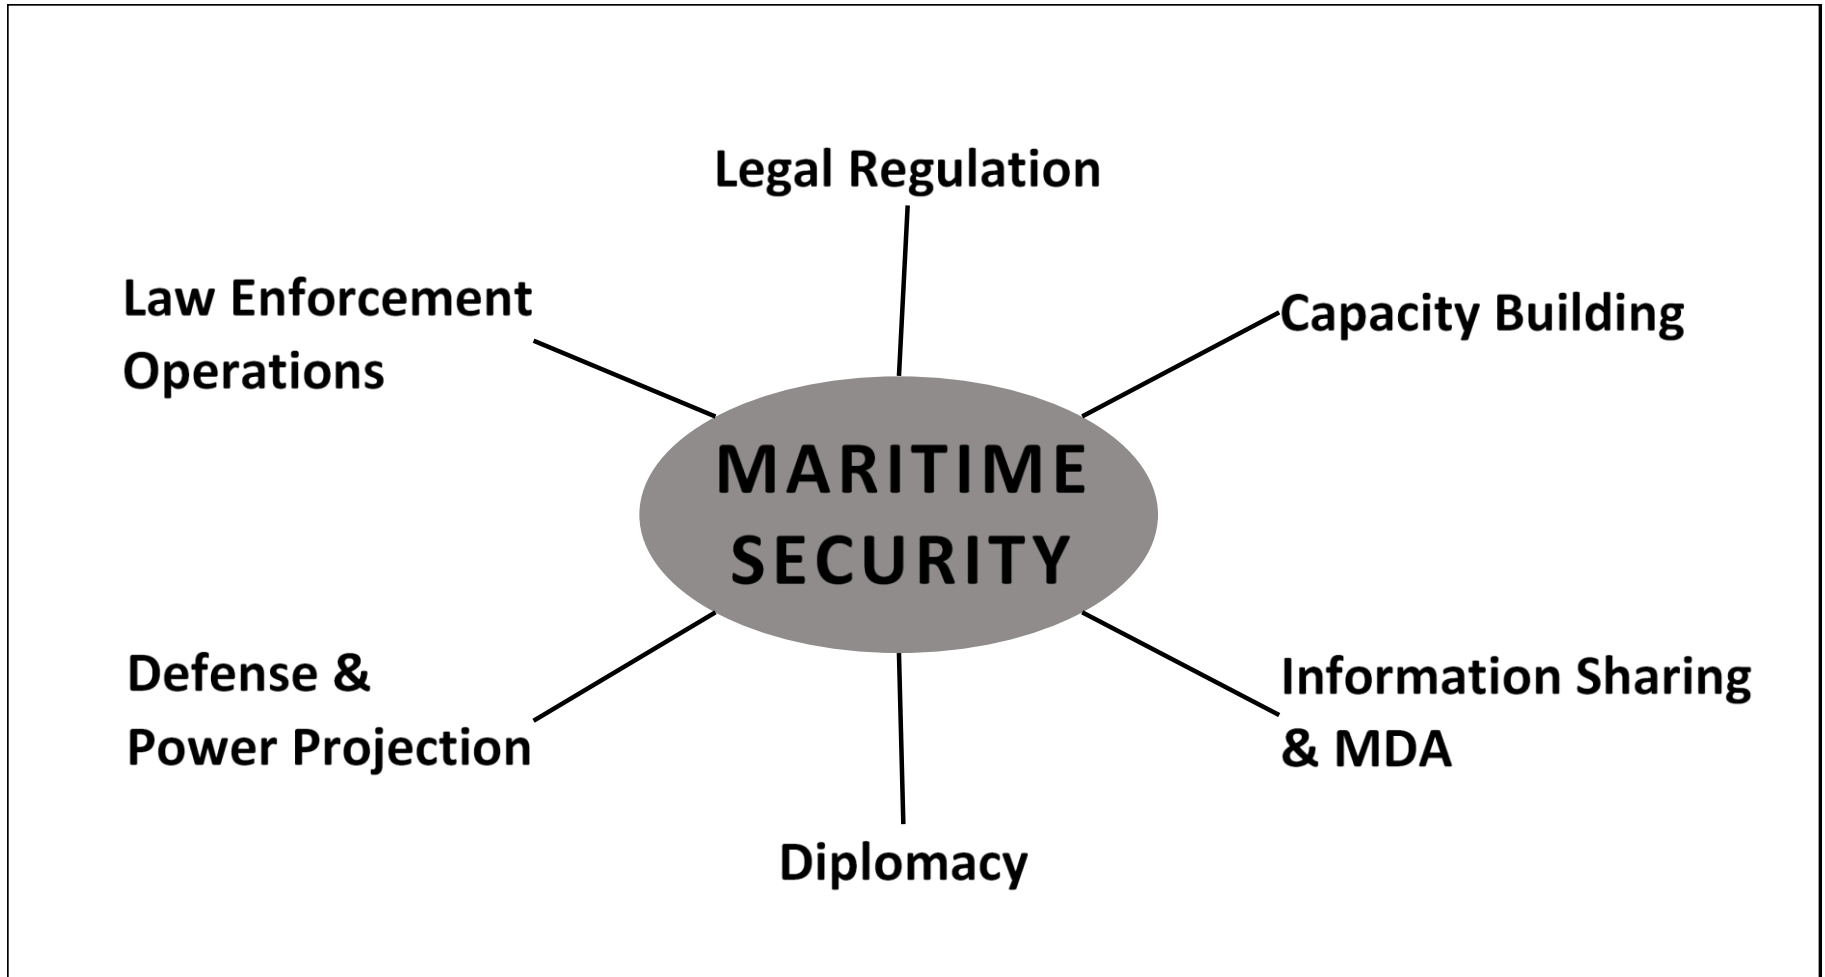 Legal Regulation
Law Enforcement
Operations
Capacity Building
MARITIME
SECURITY
Defense &
Power Projection
Information Sharing
& MDA
Diplomacy